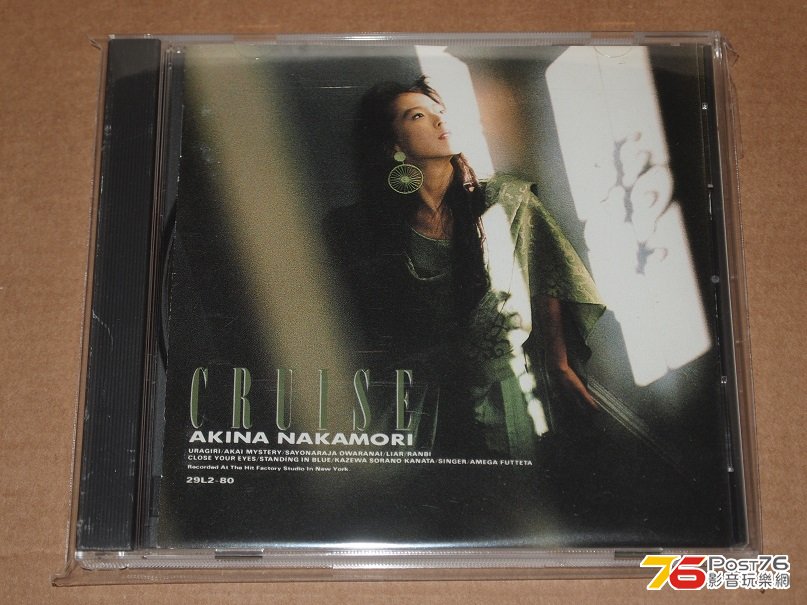 CRUISE
AKINA NAKAMORI
URAGIRI/AKAI MYSTERY/SAYONARAJA OWARANAI/LIAR/RANBI
CLOSE YOUR EYES/STANDING IN BLUE/KAZEWA SORANO KANATA/SINGER/AMEGA FUTTETA
Recorded At The Hit Factory Studio In New York
29L2-80
76 Post76
影音玩樂網